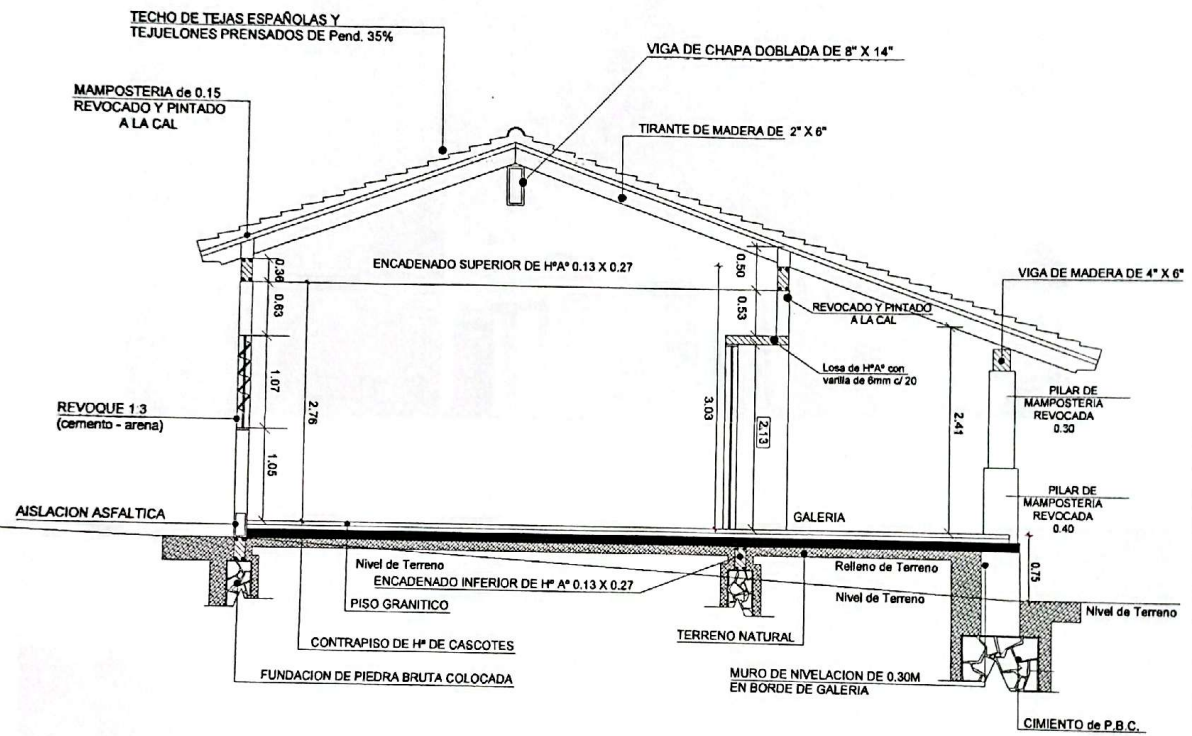 TECHO DE TEJAS ESPAÑOLAS Y
TEJUELONES PRENSADOS DE Pend. 35%
VIGA DE CHAPA DOBLADA DE 8" X 14"
MAMPOSTERIA de 0.15
REVOCADO Y PINTADO
A LA CAL
TIRANTE DE MADERA DE 2" X 6"
ENCADENADO SUPERIOR DE HºAº 0.13 X 0.27
VIGA DE MADERA DE 4" X 6"
0.36
0.63
1.07
1.05
2.76
0.50
0.53
3.03
2.13
2.41
REVOCADO Y PINTADO
A LA CAL
Losa de HºAº con
varilla de 6mm c/ 20
PILAR DE
MAMPOSTERIA
REVOCADA
0.30
REVOQUE 1:3
(cemento - arena)
PILAR DE
MAMPOSTERIA
REVOCADA
0.40
AISLACION ASFALTICA
GALERIA
0.75
Nivel de Terreno
Relleno de Terreno
ENCADENADO INFERIOR DE Hº Aº 0.13 X 0.27
Nivel de Terreno
Nivel de Terreno
PISO GRANITICO
TERRENO NATURAL
CONTRAPISO DE Hº DE CASCOTES
FUNDACION DE PIEDRA BRUTA COLOCADA
MURO DE NIVELACION DE 0,30M
EN BORDE DE GALERIA
CIMIENTO de P.B.C.